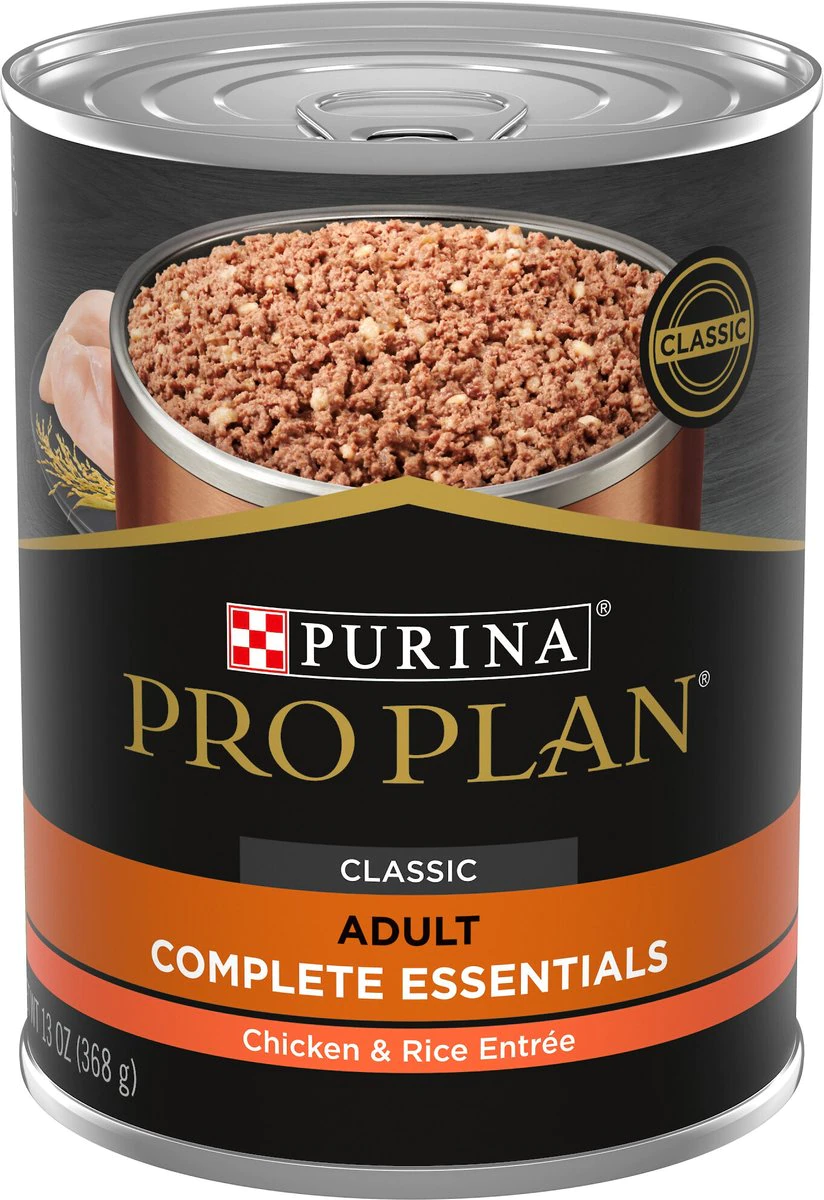 CLASSIC
PURINA®
PRO PLAN®
CLASSIC
ADULT
COMPLETE ESSENTIALS
Chicken & Rice Entrée
13 OZ (368 g)